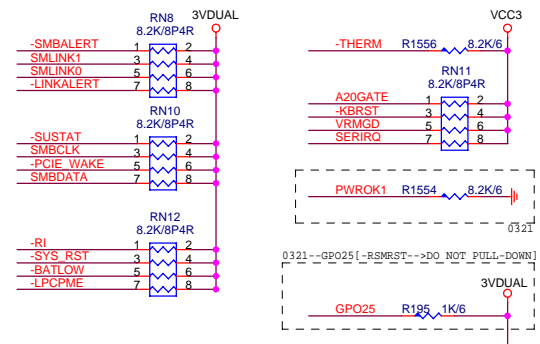 RN8 3VDUAL
8.2K/8P4R
-SMBALERT 1 2
SMLINK1 3 4
SMLINK0 5 6
-LINKALERT 7 8
RN10
8.2K/8P4R
-SUSTAT 1 2
SMBCLK 3 4
-PCIE_WAKE 5 6
SMBDATA 7 8
RN12
8.2K/8P4R
-RI 1 2
-SYS_RST 3 4
-BATLOW 5 6
-LPCPME 7 8
VCC3
-THERM R1556 8.2K/6
RN11
8.2K/8P4R
A20GATE 1 2
-KBRST 3 4
VRMGD 5 6
SERIRQ 7 8
PWROK1 R1554 8.2K/6
0321
0321--GPO25[-RSMRST-->DO NOT PULL-DOWN]
3VDUAL
GPO25 R195 1K/6